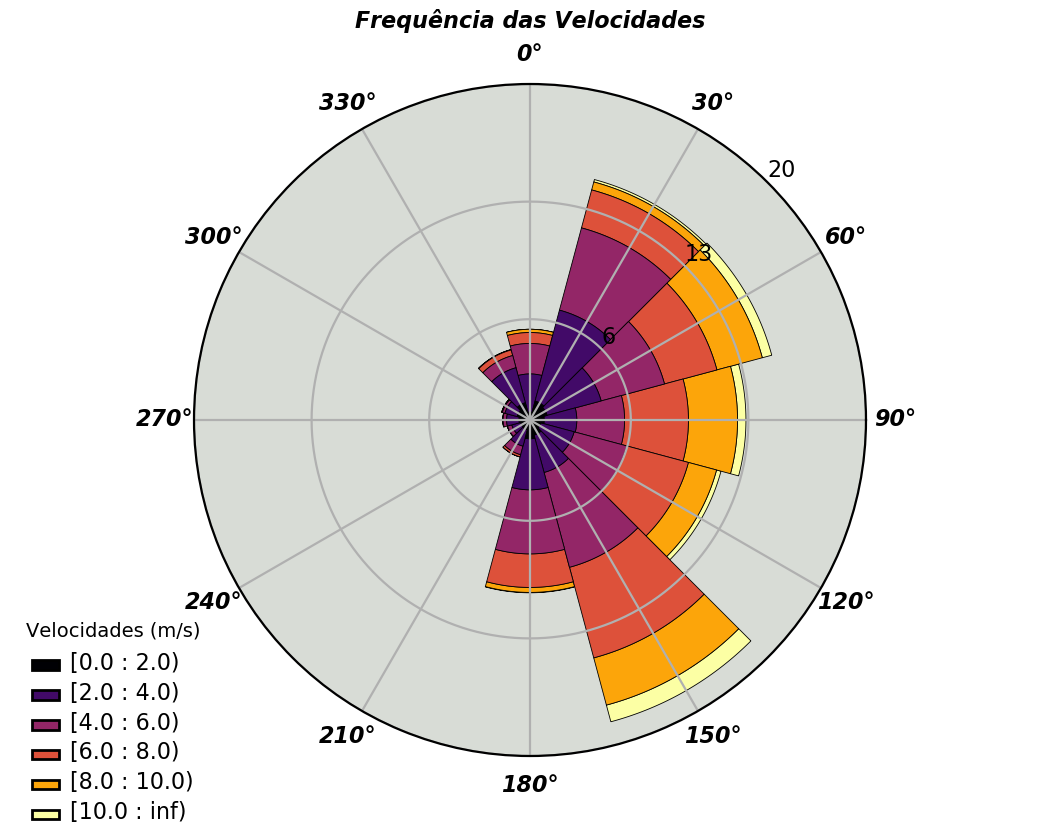 Frequência das Velocidades
0°
330°
30°
20
300°
60°
13
6
270°
90°
240°
120°
210°
150°
180°
Velocidades (m/s)
[0.0 : 2.0)
[2.0 : 4.0)
[4.0 : 6.0)
[6.0 : 8.0)
[8.0 : 10.0)
[10.0 : inf)